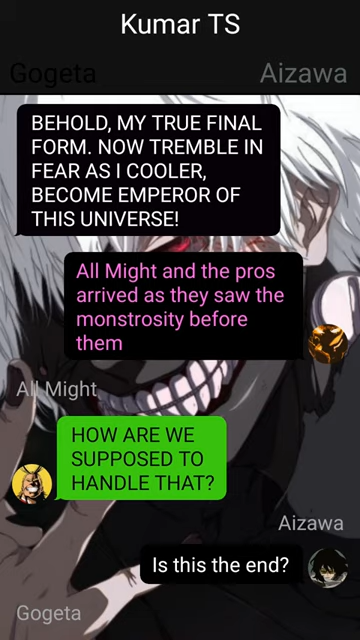 Kumar TS
Gogeta
Aizawa
BEHOLD, MY TRUE FINAL
FORM. NOW TREMBLE IN
FEAR AS I COOLER,
BECOME EMPEROR OF
THIS UNIVERSE!
All Might and the pros
arrived as they saw the
monstrosity before
them
All Might
HOW ARE WE
SUPPOSED TO
HANDLE THAT?
Aizawa
Is this the end?
Gogeta